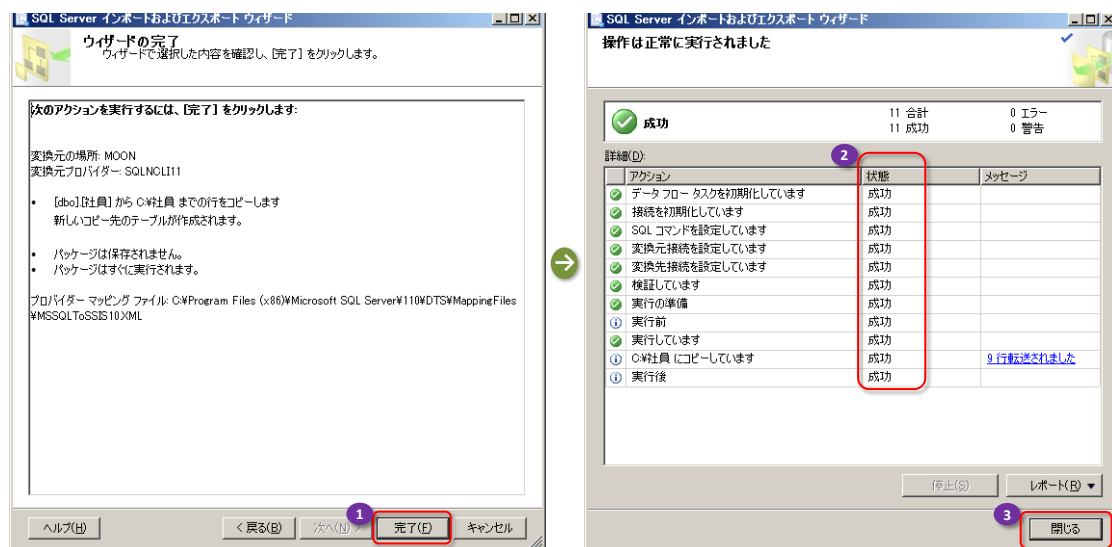 SQL Server インポートおよびエクスポート ウィザード
ウィザードの完了
ウィザードで選択した内容を確認し、[完了] をクリックします。
次のアクションを実行するには、[完了] をクリックします:
変換元の場所: MOON
変換元プロバイダー: SQLNCLI11
• [dbo].[社員] から C:¥社員 までの行をコピーします
新しいコピー先のテーブルが作成されます。
• パッケージは保存されません。
• パッケージはすぐに実行されます。
プロバイダー マッピング ファイル: C:¥Program Files (x86)¥Microsoft SQL Server¥110¥DTS¥MappingFiles
¥MSSQLToSSIS10.XML
1
ヘルプ(H) < 戻る(B) 次へ(N) > 完了(F) キャンセル
SQL Server インポートおよびエクスポート ウィザード
操作は正常に実行されました
成功 11 合計 0 エラー
11 成功 0 警告
詳細(D): 2
アクション 状態 メッセージ
データ フロー タスクを初期化しています 成功
接続を初期化しています 成功
SQL コマンドを設定しています 成功
変換元接続を設定しています 成功
変換先接続を設定しています 成功
検証しています 成功
実行の準備 成功
実行前 成功
実行しています 成功
C:¥社員 にコピーしています 成功 9 行転送されました
実行後 成功
停止(S) レポート(R)
3
閉じる